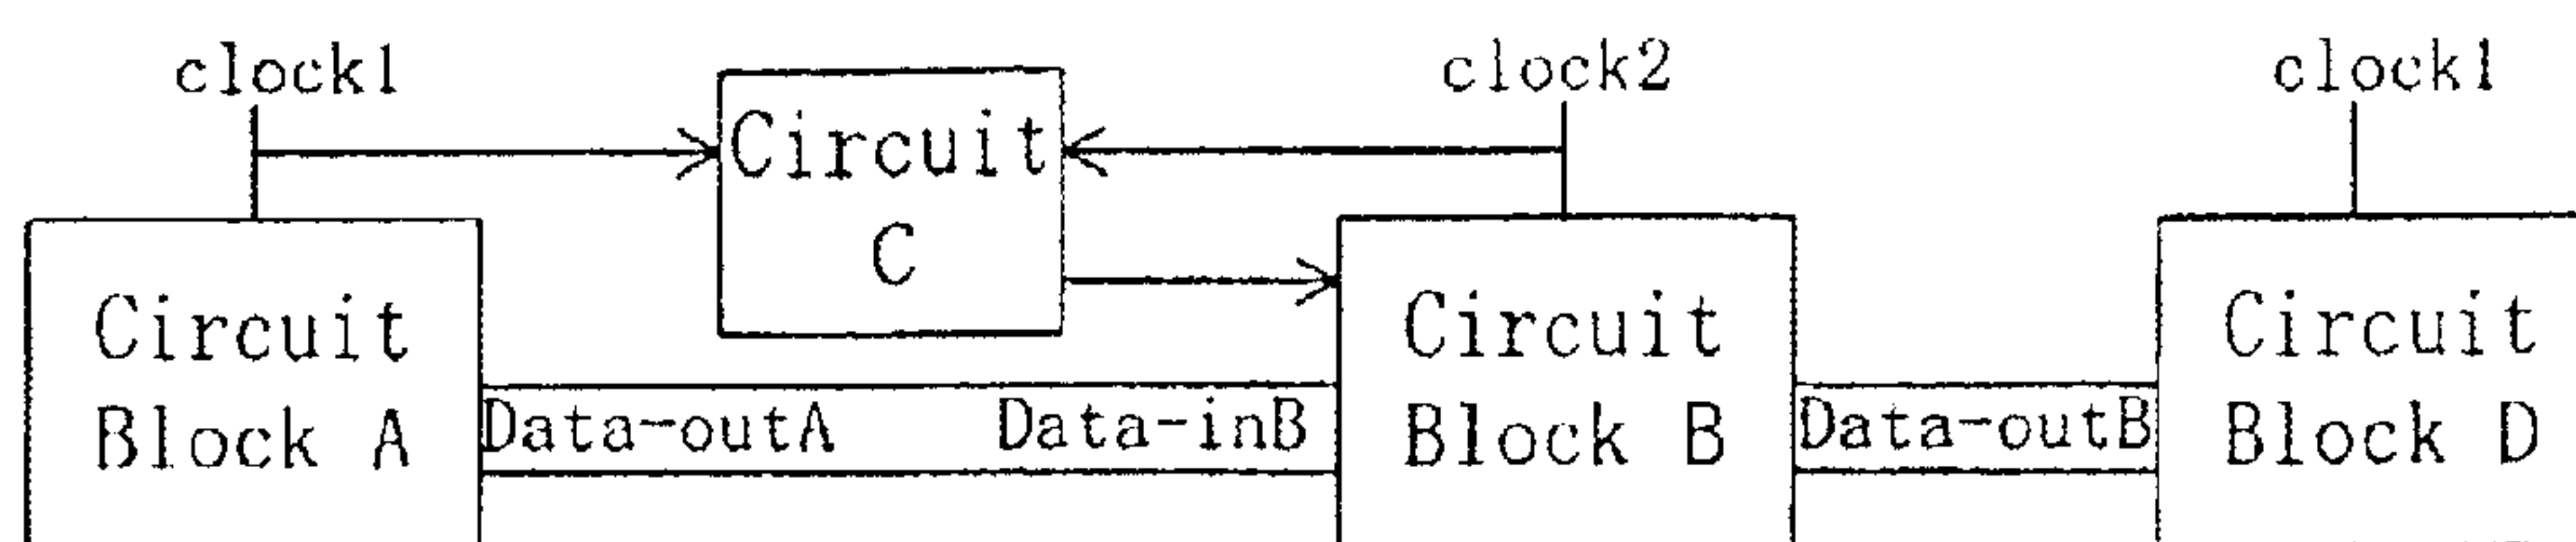 clock1
clock2
clock1
Circuit
C
Circuit
Block A
Data-outA
Data-inB
Circuit
Block B
Data-outB
Circuit
Block D